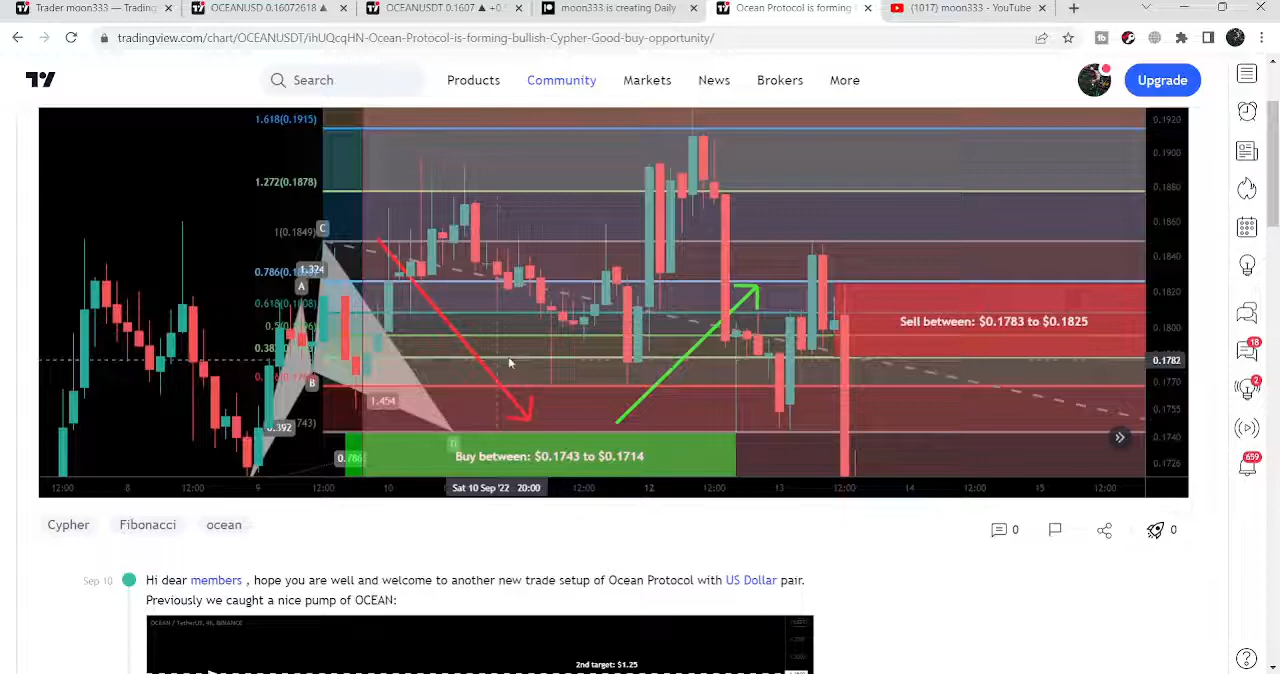 Trader moon333 — Trading
OCEANUSD 0.16072618 ▲
OCEANUSDT 0.1607 ▲ +0.
moon333 is creating Daily
Ocean Protocol is forming
(1017) moon333 - YouTube
tradingview.com/chart/OCEANUSDT/ihUQcqHN-Ocean-Protocol-is-forming-bullish-Cypher-Good-buy-opportunity/
Search
Products
Community
Markets
News
Brokers
More
Upgrade
1.618(0.1915)
1.272(0.1878)
1(0.1849)
C
1.324
A
B
1.454
0.392
0.786
D
Sell between: $0.1783 to $0.1825
Buy between: $0.1743 to $0.1714
0.1920
0.1900
0.1880
0.1860
0.1840
0.1820
0.1800
0.1782
0.1770
0.1755
0.1740
0.1726
12:00 8 12:00 9 12:00 10 Sat 10 Sep '22 20:00 12:00 12 12:00 13 12:00 14 12:00 15 12:00
18
2
659
Cypher Fibonacci ocean
0 0
Sep 10
Hi dear members , hope you are well and welcome to another new trade setup of Ocean Protocol with US Dollar pair.
Previously we caught a nice pump of OCEAN:
OCEAN / TetherUS, 4h, BINANCE
2nd target: $1.25